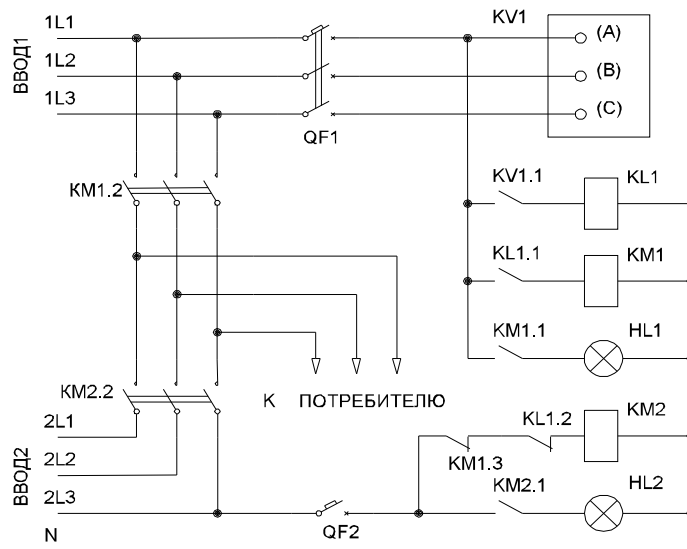 1L1
KV1
(A)
ВВОД1
1L2
(B)
1L3
(C)
QF1
KM1.2
KV1.1
KL1
KL1.1
KM1
KM1.1
HL1
KM2.2
К ПОТРЕБИТЕЛЮ
KL1.2
KM2
2L1
KM1.3
ВВОД2
2L2
2L3
KM2.1
HL2
N
QF2